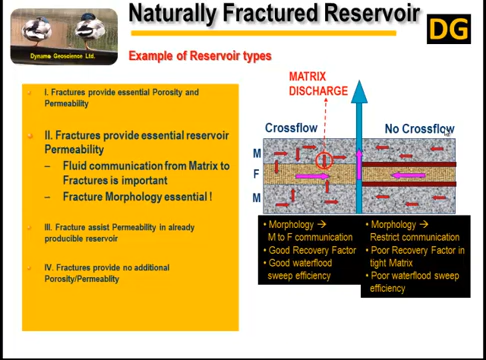 Naturally Fractured Reservoir
DG
Dynamo Geoscience Ltd.
Example of Reservoir types
I. Fractures provide essential Porosity and
Permeability
II. Fractures provide essential reservoir
Permeability
– Fluid communication from Matrix to
Fractures is important
– Fracture Morphology essential !
III. Fracture assist Permeability in already
producible reservoir
IV. Fractures provide no additional
Porosity/Permeablity
MATRIX
DISCHARGE
Crossflow
No Crossflow
M
F
M
• Morphology →
M to F communication
• Good Recovery Factor
• Good waterflood
sweep efficiency
• Morphology →
Restrict communication
• Poor Recovery Factor in
tight Matrix
• Poor waterflood sweep
efficiency